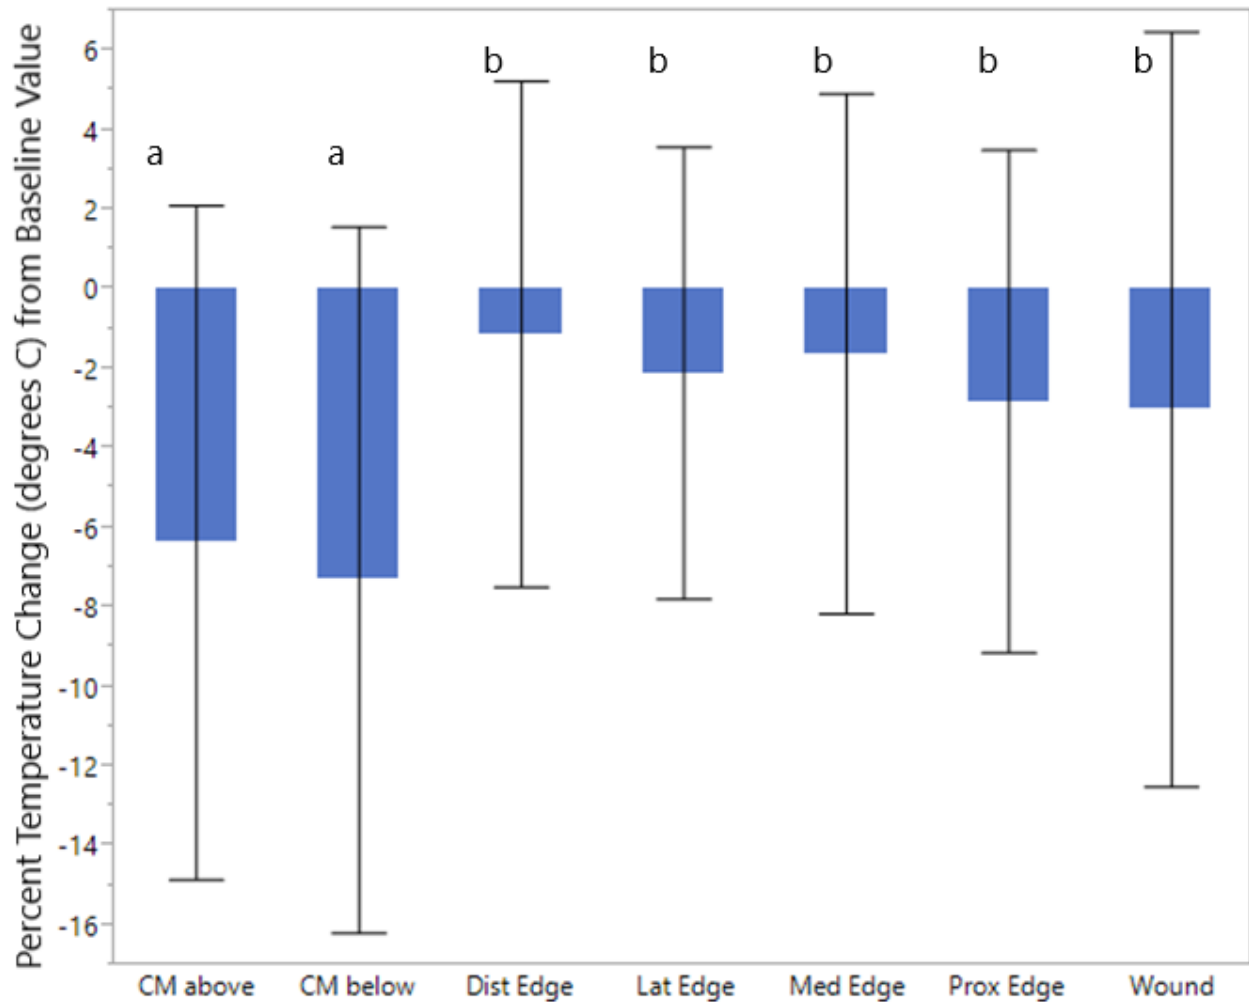 Percent Temperature Change (degrees C) from Baseline Value
6
4
2
0
-2
-4
-6
-8
-10
-12
-14
-16
a
a
b
b
b
b
b
CM above
CM below
Dist Edge
Lat Edge
Med Edge
Prox Edge
Wound